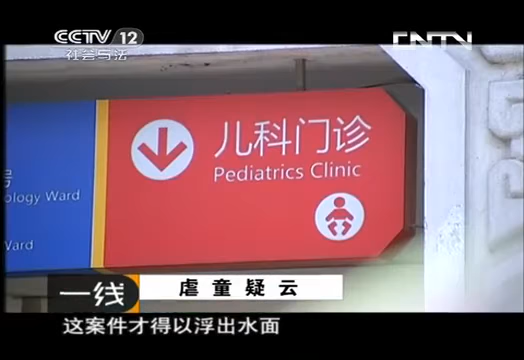 CCTV 12
社会与法
CNTV
儿科门诊
Pediatrics Clinic
ology Ward
Ward
一线
虐童疑云
这案件才得以浮出水面